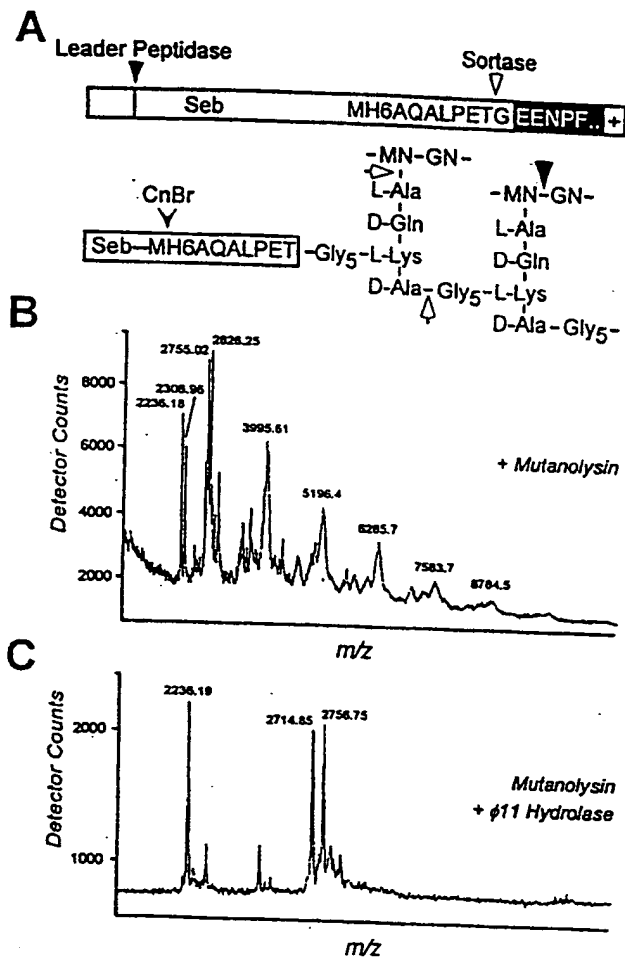 A
Leader Peptidase
Sortase
Seb
MH6AQALPETG
EENPF..
+
CnBr
Seb-MH6AQALPET
-Gly5-L-Lys
-MN-GN-
L-Ala
D-Gln
D-Ala-Gly5-L-Lys
-MN-GN-
L-Ala
D-Gln
D-Ala-Gly5-
B
Detector Counts
8000
6000
4000
2000
2236.18
2308.96
2755.02
2826.25
3995.61
5196.4
6285.7
7583.7
8784.5
+ Mutanolysin
m/z
C
Detector Counts
2000
1000
2236.19
2714.85
2756.75
Mutanolysin
+ ϕ11 Hydrolase
m/z